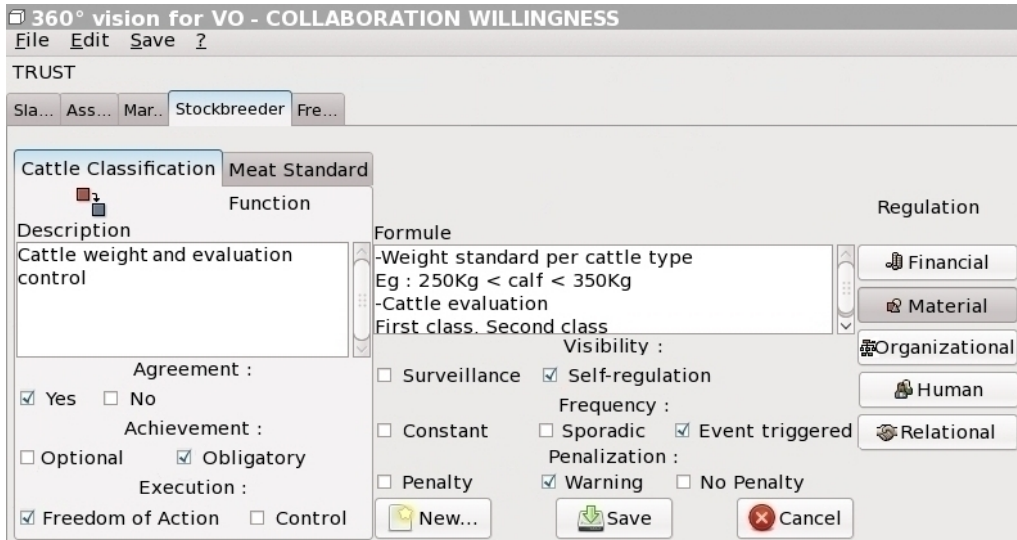 360° vision for VO - COLLABORATION WILLINGNESS
File Edit Save ?
TRUST
Sla... Ass... Mar.. Stockbreeder Fre...
Cattle Classification Meat Standard
Function
Regulation
Description
Cattle weight and evaluation
control
Formule
-Weight standard per cattle type
Eg : 250Kg < calf < 350Kg
-Cattle evaluation
First class. Second class
Financial
Material
Organizational
Human
Relational
Agreement :
Yes No
Achievement :
Optional Obligatory
Execution :
Freedom of Action Control
Visibility :
Surveillance Self-regulation
Frequency :
Constant Sporadic Event triggered
Penalization :
Penalty Warning No Penalty
New... Save Cancel